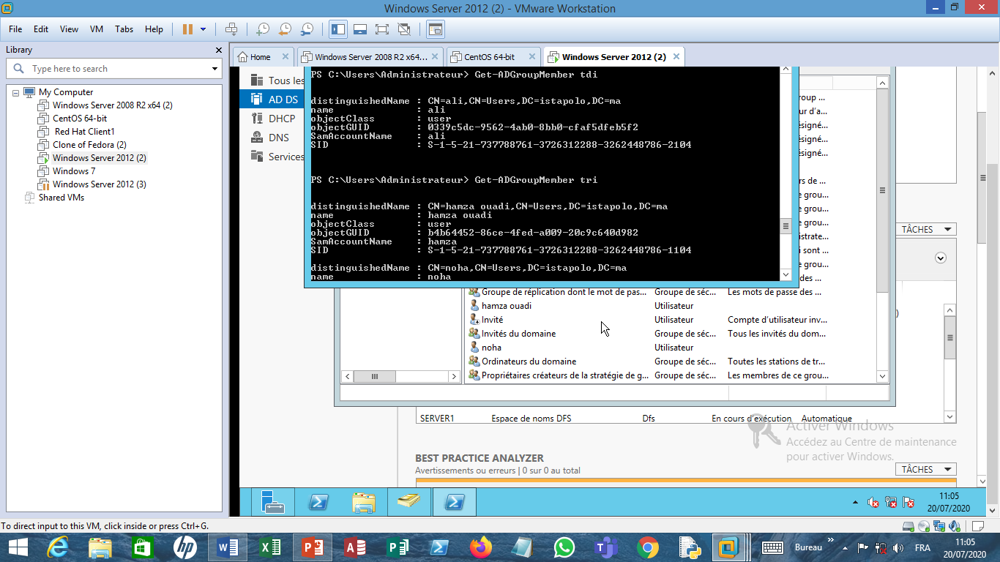 Windows Server 2012 (2) - VMware Workstation
File Edit View VM Tabs Help
Library
Type here to search
My Computer
Windows Server 2008 R2 x64 (2)
CentOS 64-bit
Red Hat Client1
Clone of Fedora (2)
Windows Server 2012 (2)
Windows 7
Windows Server 2012 (3)
Shared VMs
Home
Windows Server 2008 R2 x64...
CentOS 64-bit
Windows Server 2012 (2)
Tous les
AD DS
DHCP
DNS
Services
PS C:\Users\Administrateur> Get-ADGroupMember tdi
distinguishedName : CN=ali,CN=Users,DC=istapolo,DC=ma
name : ali
objectClass : user
objectGUID : 0339c5dc-9562-4ab0-8bb0-cfaf5dfeb5f2
SamAccountName : ali
SID : S-1-5-21-737788761-3726312288-3262448786-2104
PS C:\Users\Administrateur> Get-ADGroupMember tri
distinguishedName : CN=hamza ouadi,CN=Users,DC=istapolo,DC=ma
name : hamza ouadi
objectClass : user
objectGUID : b4b64452-86ce-4fed-a009-20c9c640d982
SamAccountName : hamza
SID : S-1-5-21-737788761-3726312288-3262448786-1104
distinguishedName : CN=noha,CN=Users,DC=istapolo,DC=ma
name : noha
roup ...
ur d'a...
ésigné...
ésigné...
ésigné...
rs de ...
e grou...
e grou...
e grou...
istrate...
i sont ...
e grou...
des ...
Groupe de réplication dont le mot de pas... Groupe de séc... Les mots de passe des ...
hamza ouadi Utilisateur
Invité Utilisateur Compte d'utilisateur inv...
Invités du domaine Groupe de séc... Tous les invités du dom...
noha Utilisateur
Ordinateurs du domaine Groupe de séc... Toutes les stations de tr...
Propriétaires créateurs de la stratégie de g... Groupe de séc... Les membres de ce grou...
TÂCHES
SERVER1 Espace de noms DFS Dfs En cours d'exécution Automatique
Activer Windows
Accédez au Centre de maintenance
pour activer Windows.
BEST PRACTICE ANALYZER
Avertissements ou erreurs | 0 sur 0 au total
TÂCHES
11:05
20/07/2020
To direct input to this VM, click inside or press Ctrl+G.
Bureau
FRA
11:05
20/07/2020